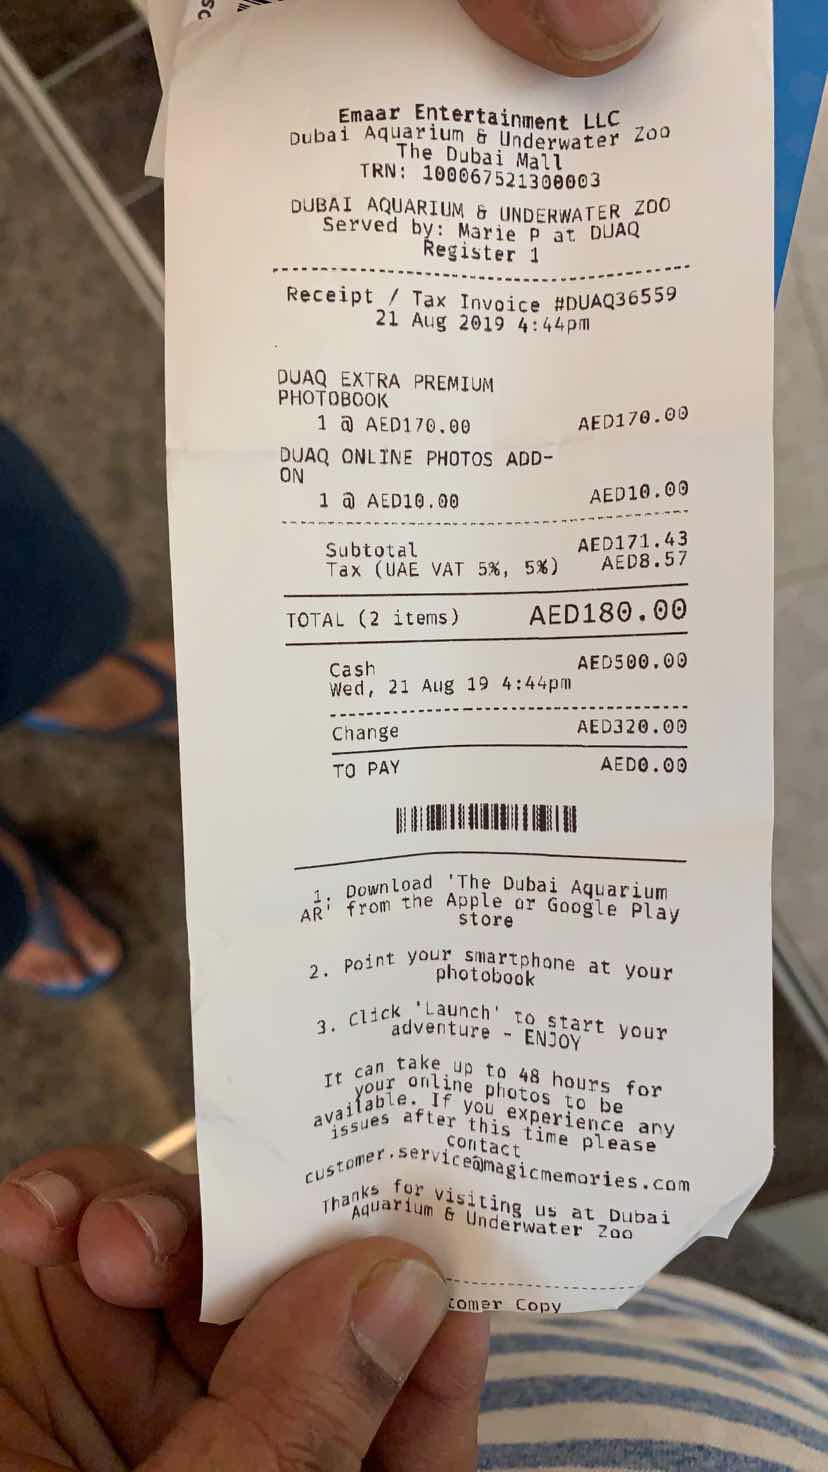 Emaar Entertainment LLC
Dubai Aquarium & Underwater Zoo
The Dubai Mall
TRN: 100067521300003
DUBAI AQUARIUM & UNDERWATER ZOO
Served by: Marie P at DUAQ
Register 1
Receipt / Tax Invoice #DUAQ36559
21 Aug 2019 4:44pm
DUAQ EXTRA PREMIUM
PHOTOBOOK
1 @ AED170.00 AED170.00
DUAQ ONLINE PHOTOS ADD-
ON
1 @ AED10.00 AED10.00
Subtotal AED171.43
Tax (UAE VAT 5%, 5%) AED8.57
TOTAL (2 items) AED180.00
Cash AED500.00
Wed, 21 Aug 19 4:44pm
Change AED320.00
TO PAY AED0.00
1: Download 'The Dubai Aquarium
AR' from the Apple or Google Play
store
2. Point your smartphone at your
photobook
3. Click 'Launch' to start your
adventure - ENJOY
It can take up to 48 hours for
your online photos to be
available. If you experience any
issues after this time please
contact
customer.service@magicmemories.com
Thanks for visiting us at Dubai
Aquarium & Underwater Zoo
tomer Copy